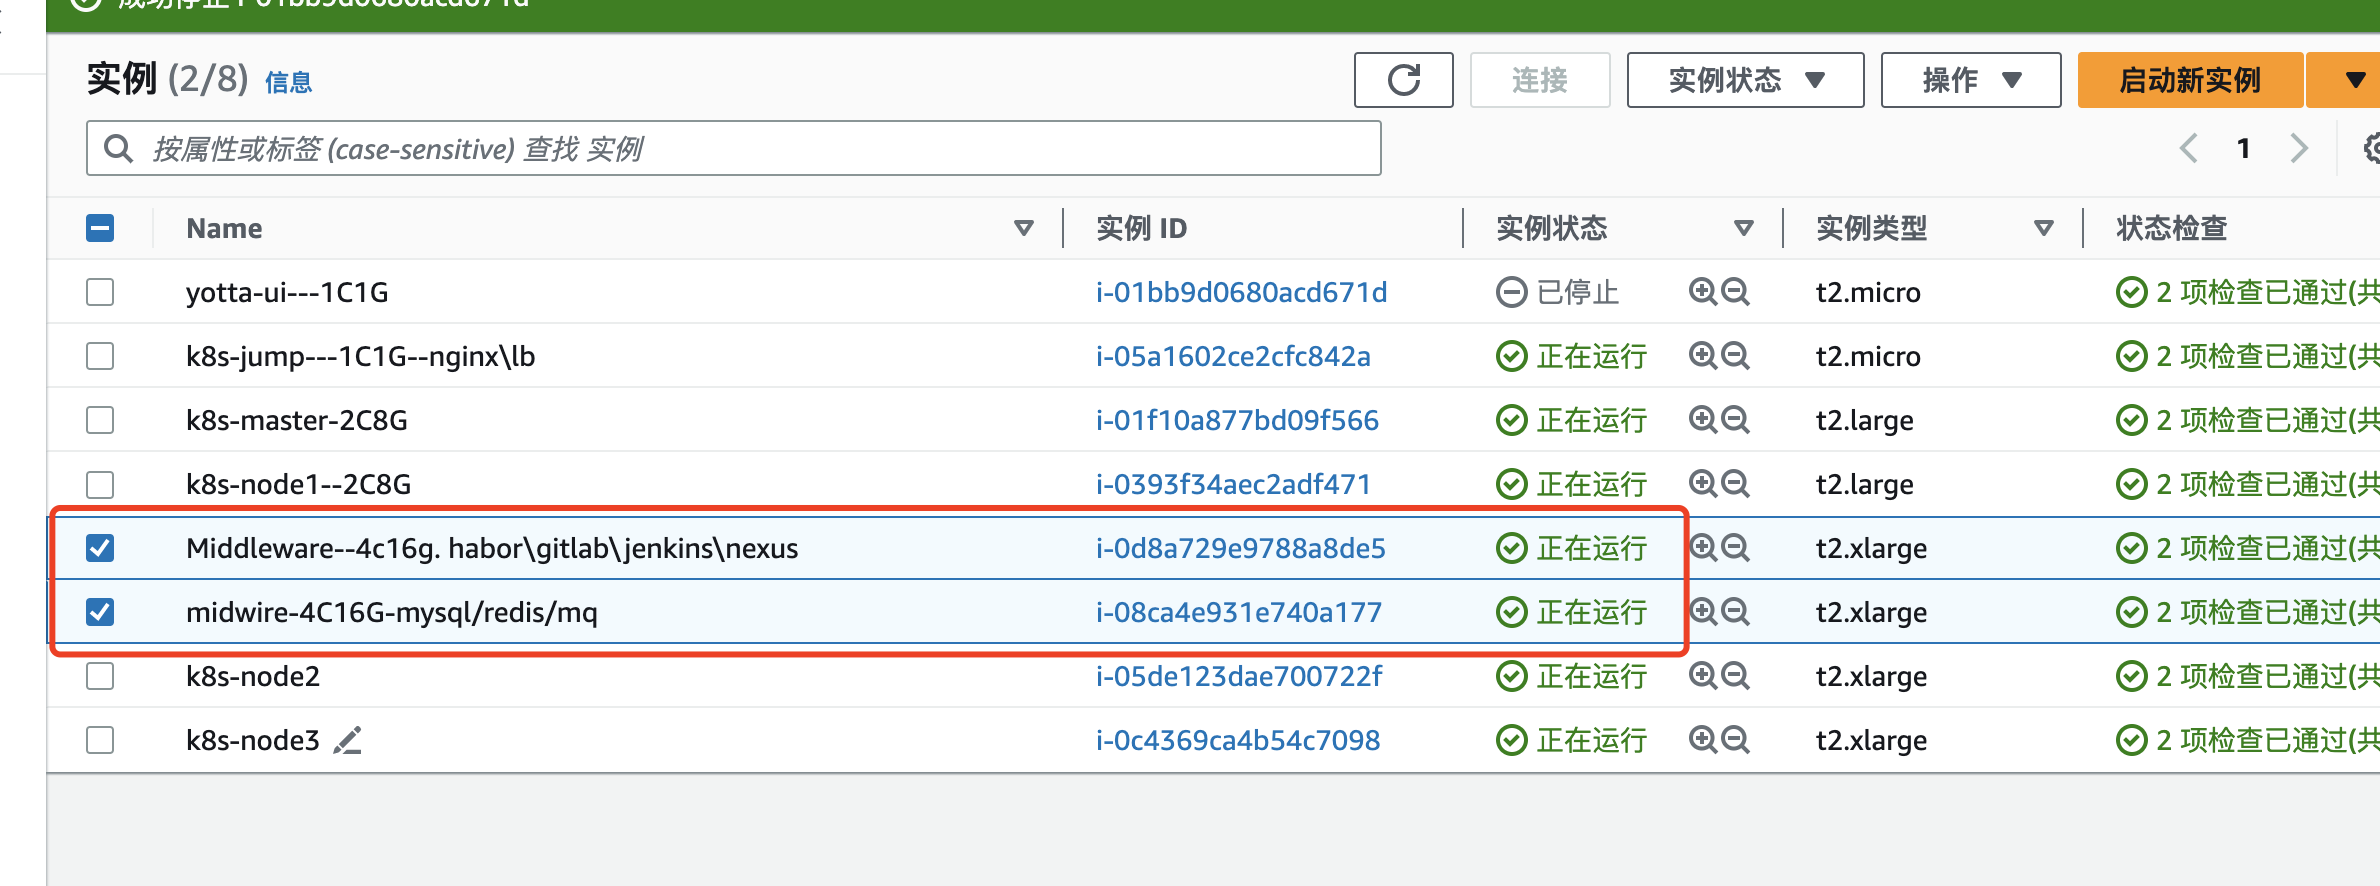 成功停止 i-01bb9d0680acd671d
实例 (2/8) 信息
连接
实例状态
操作
启动新实例
按属性或标签 (case-sensitive) 查找 实例
1
Name 实例 ID 实例状态 实例类型 状态检查
yotta-ui---1C1G i-01bb9d0680acd671d 已停止 t2.micro 2 项检查已通过(共
k8s-jump---1C1G--nginx\lb i-05a1602ce2cfc842a 正在运行 t2.micro 2 项检查已通过(共
k8s-master-2C8G i-01f10a877bd09f566 正在运行 t2.large 2 项检查已通过(共
k8s-node1--2C8G i-0393f34aec2adf471 正在运行 t2.large 2 项检查已通过(共
Middleware--4c16g. habor\gitlab\jenkins\nexus i-0d8a729e9788a8de5 正在运行 t2.xlarge 2 项检查已通过(共
midwire-4C16G-mysql/redis/mq i-08ca4e931e740a177 正在运行 t2.xlarge 2 项检查已通过(共
k8s-node2 i-05de123dae700722f 正在运行 t2.xlarge 2 项检查已通过(共
k8s-node3 i-0c4369ca4b54c7098 正在运行 t2.xlarge 2 项检查已通过(共